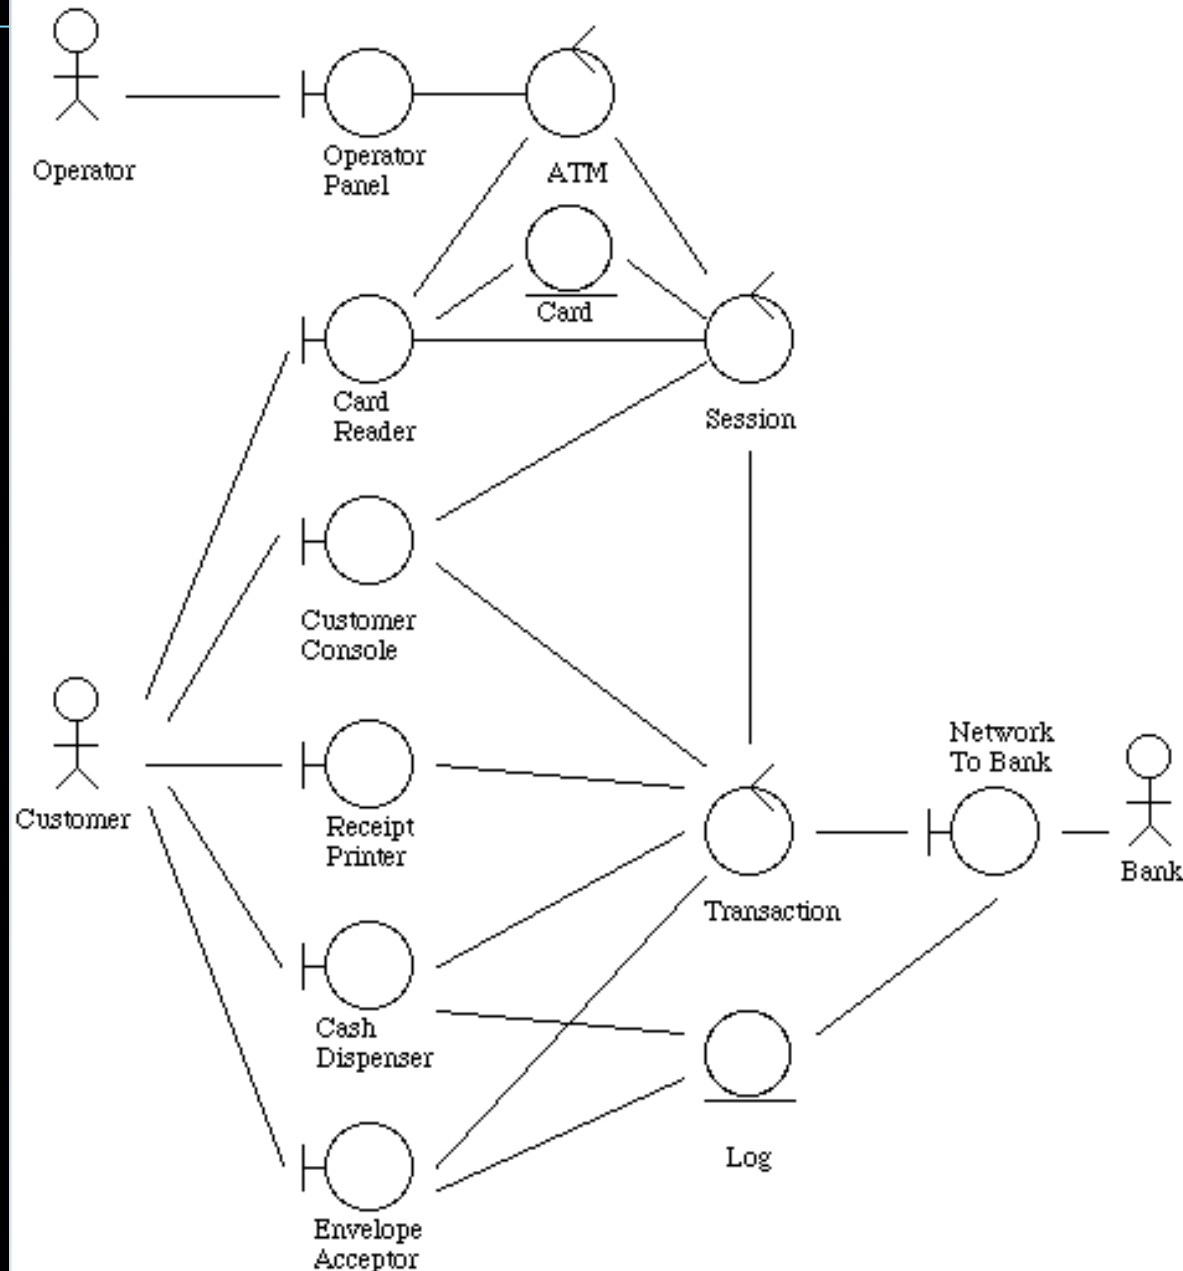 Operator
Operator
Panel
ATM
Card
Card
Reader
Session
Customer
Console
Network
To Bank
Customer
Receipt
Printer
Bank
Transaction
Cash
Dispenser
Log
Envelope
Acceptor